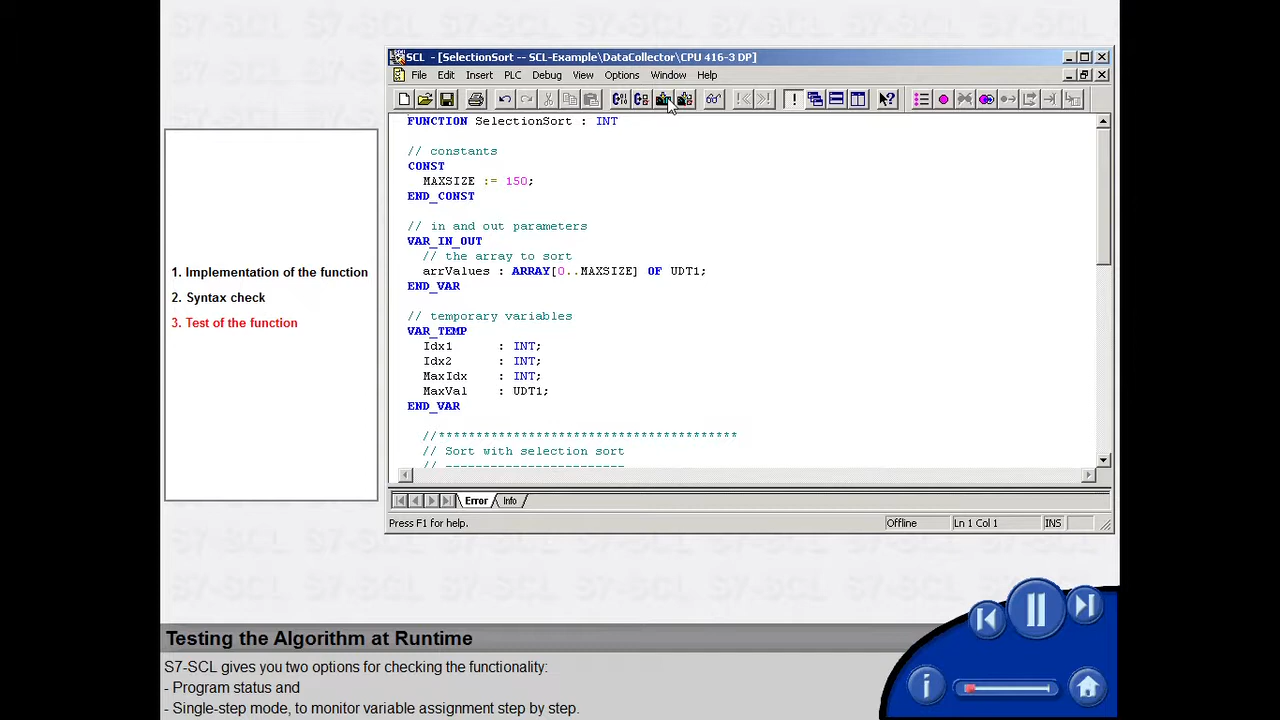 SCL - [SelectionSort -- SCL-Example\DataCollector\CPU 416-3 DP]
File Edit Insert PLC Debug View Options Window Help
FUNCTION SelectionSort : INT
// constants
CONST
MAXSIZE := 150;
END_CONST
// in and out parameters
VAR_IN_OUT
// the array to sort
arrValues : ARRAY[0..MAXSIZE] OF UDT1;
END_VAR
// temporary variables
VAR_TEMP
Idx1 : INT;
Idx2 : INT;
MaxIdx : INT;
MaxVal : UDT1;
END_VAR
//****************************************
// Sort with selection sort
// ------------------------
Error Info
Press F1 for help. Offline Ln 1 Col 1 INS
1. Implementation of the function
2. Syntax check
3. Test of the function
Testing the Algorithm at Runtime
S7-SCL gives you two options for checking the functionality:
- Program status and
- Single-step mode, to monitor variable assignment step by step.